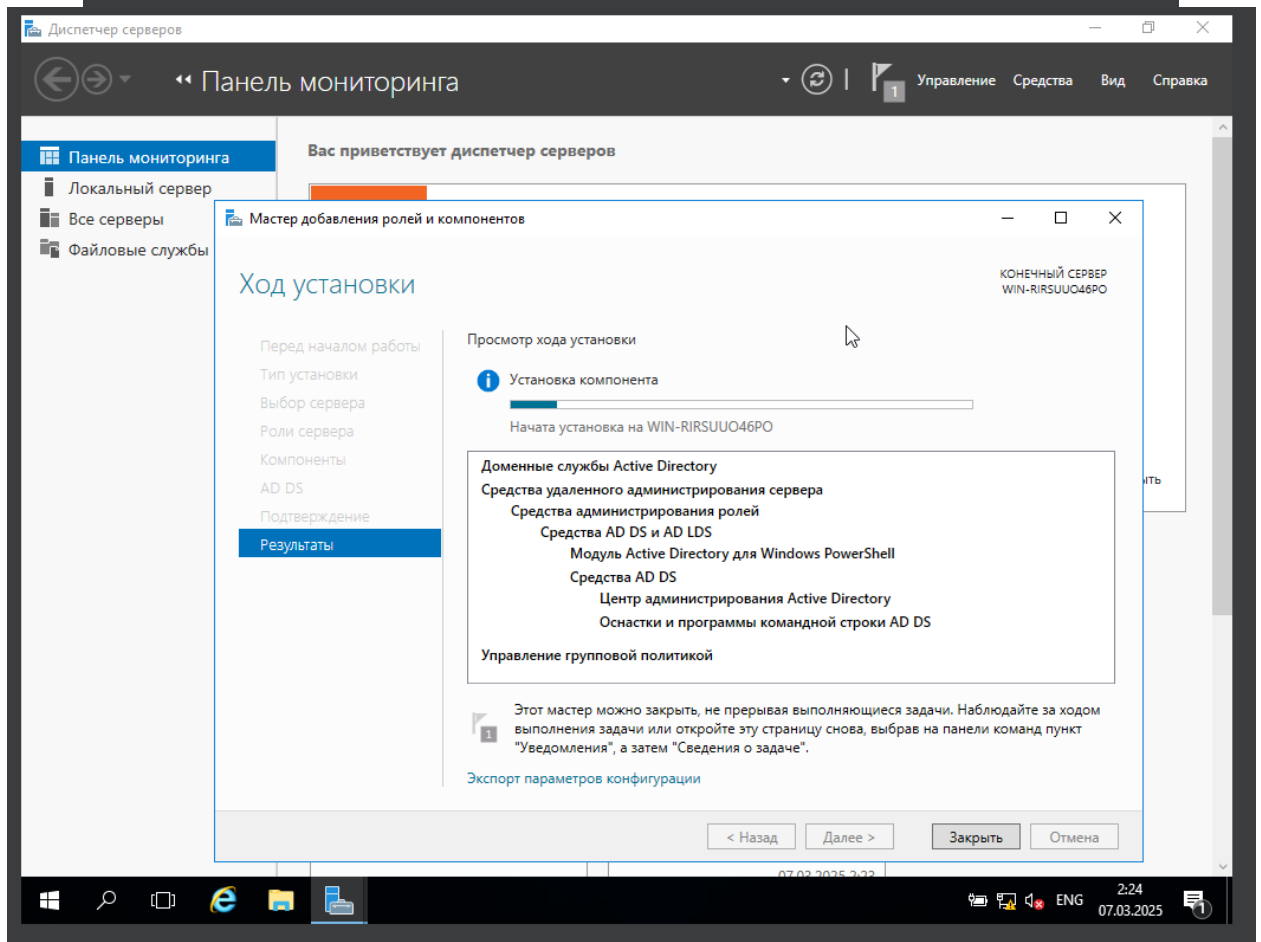 Диспетчер серверов
Панель мониторинга
1
Управление Средства Вид Справка
Панель мониторинга
Локальный сервер
Все серверы
Файловые службы
Вас приветствует диспетчер серверов
Мастер добавления ролей и компонентов
Ход установки
КОНЕЧНЫЙ СЕРВЕР
WIN-RIRSUUO46PO
Перед началом работы
Тип установки
Выбор сервера
Роли сервера
Компоненты
AD DS
Подтверждение
Результаты
Просмотр хода установки
Установка компонента
Начата установка на WIN-RIRSUUO46PO
Доменные службы Active Directory
Средства удаленного администрирования сервера
Средства администрирования ролей
Средства AD DS и AD LDS
Модуль Active Directory для Windows PowerShell
Средства AD DS
Центр администрирования Active Directory
Оснастки и программы командной строки AD DS
Управление групповой политикой
1
Этот мастер можно закрыть, не прерывая выполняющиеся задачи. Наблюдайте за ходом
выполнения задачи или откройте эту страницу снова, выбрав на панели команд пункт
"Уведомления", а затем "Сведения о задаче".
Экспорт параметров конфигурации
< Назад
Далее >
Закрыть
Отмена
ENG
2:24
07.03.2025
1